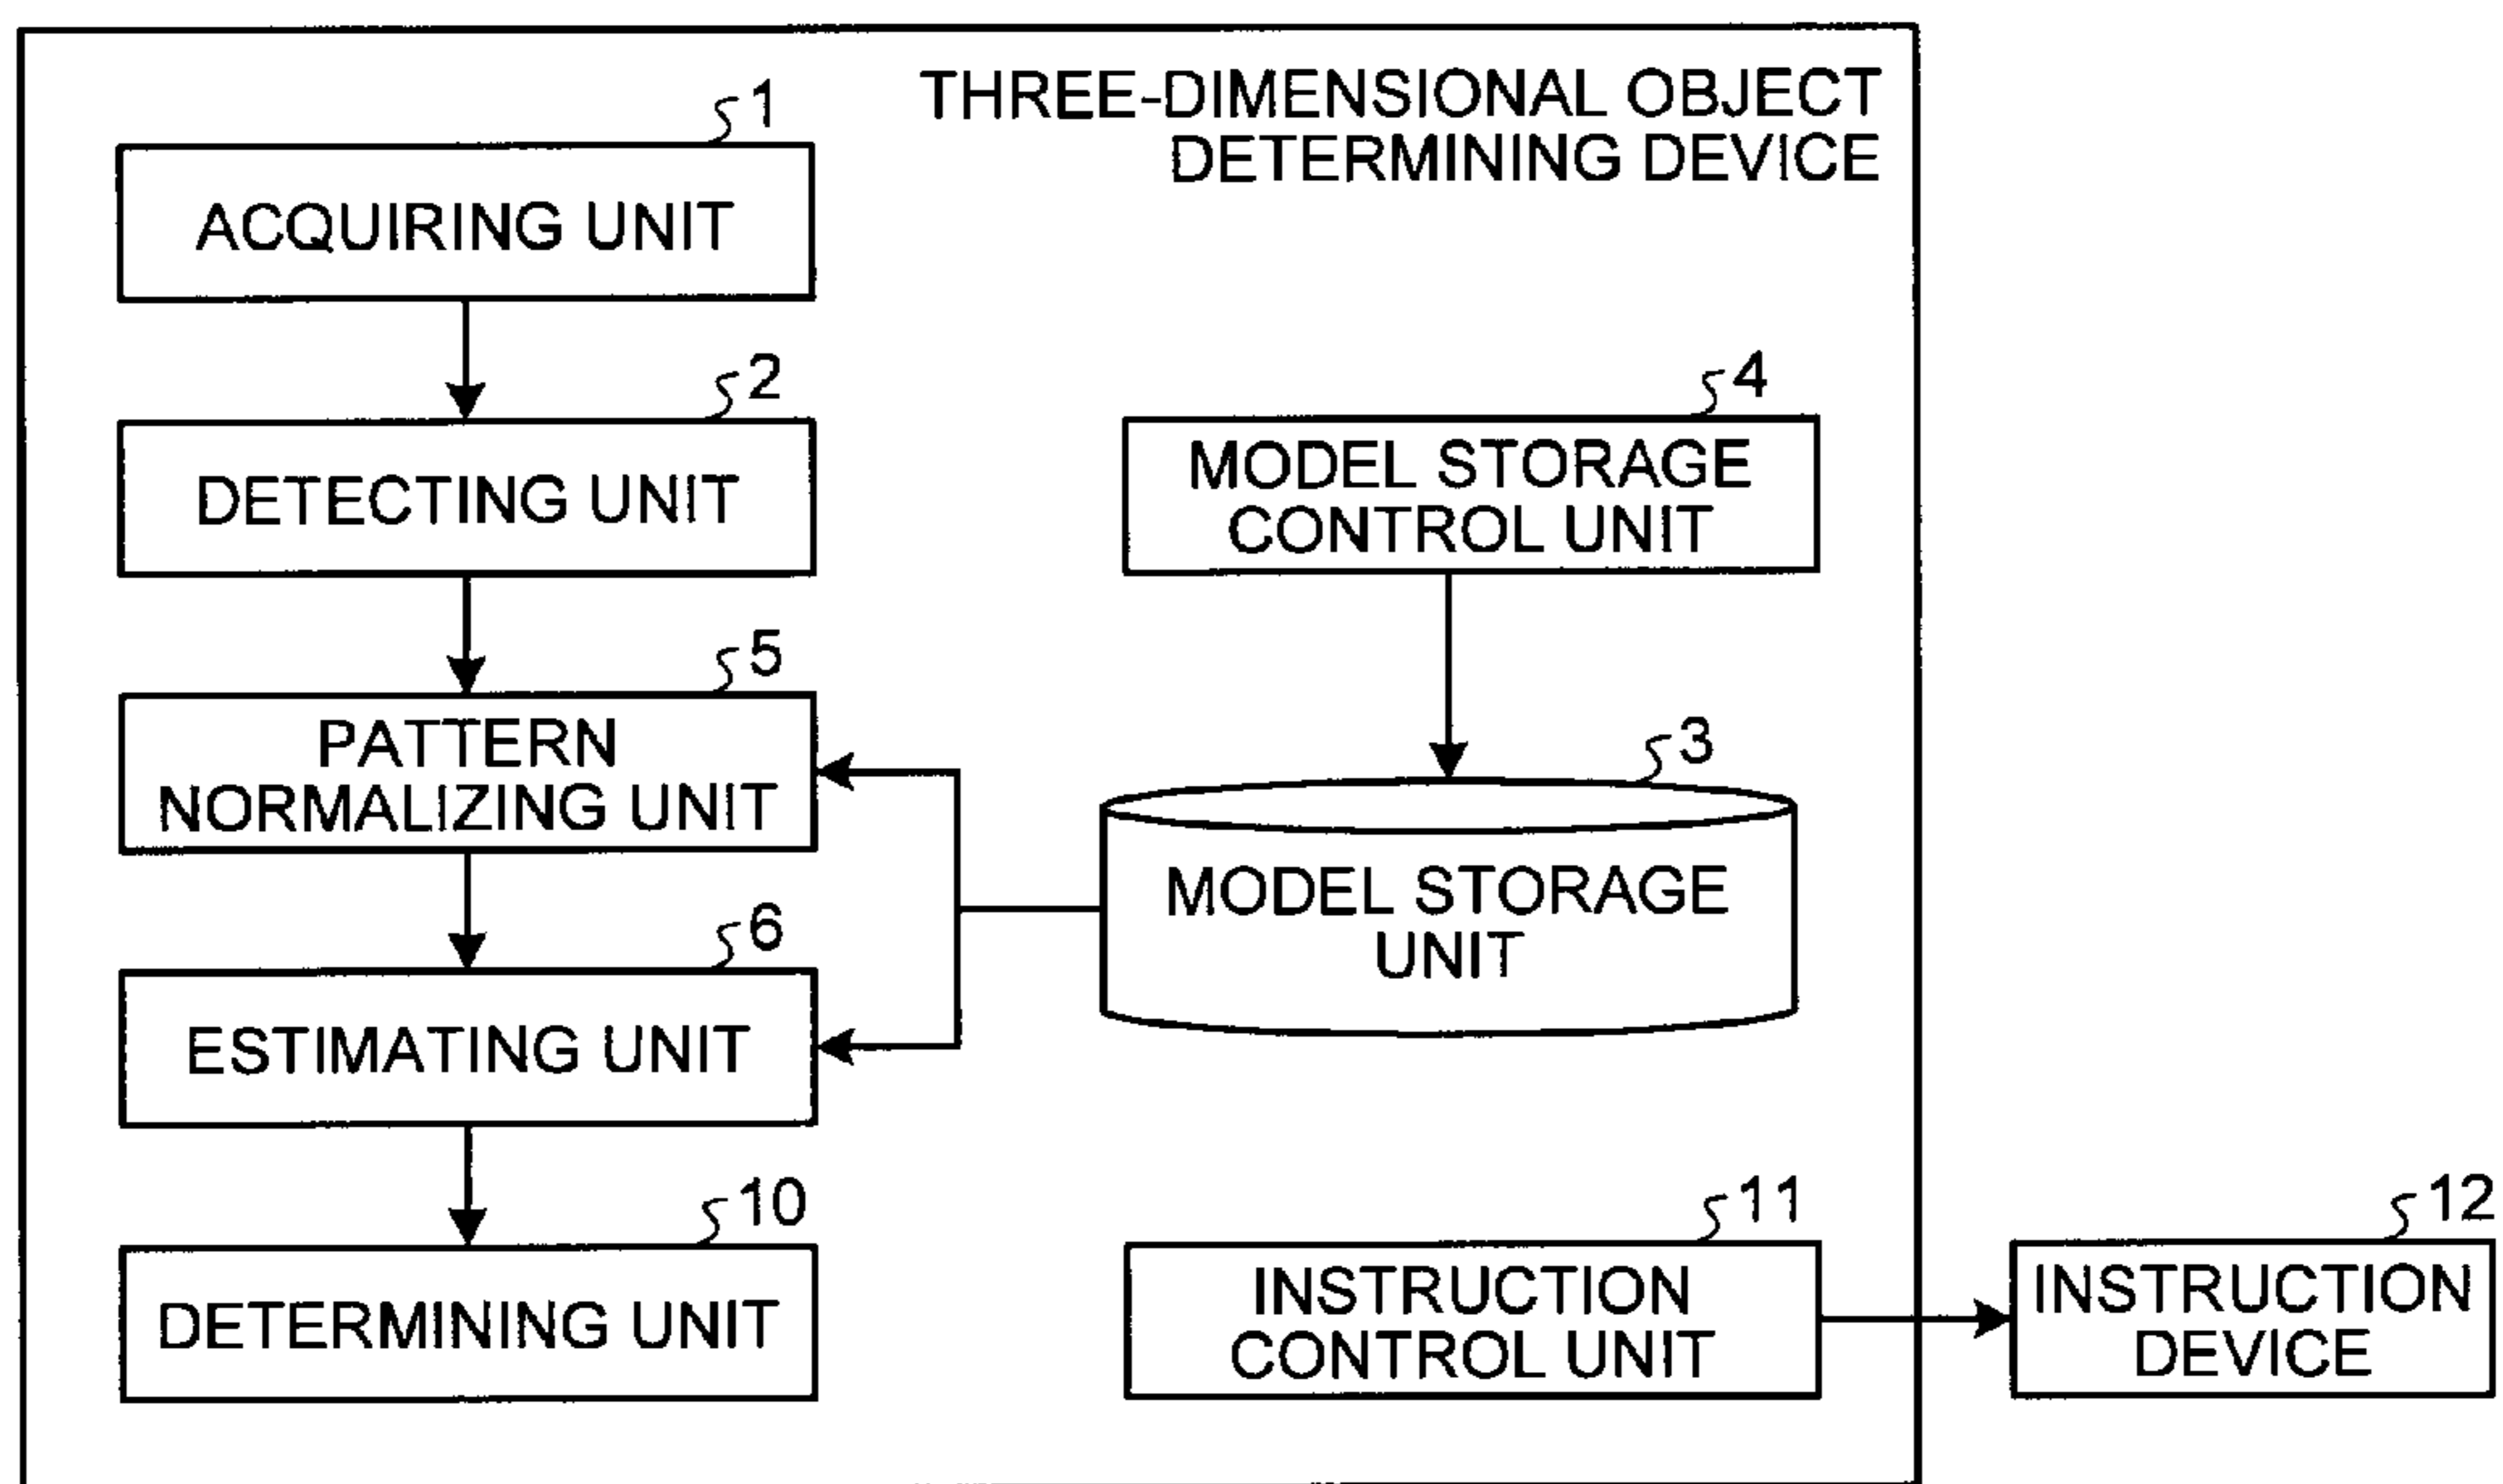 THREE-DIMENSIONAL OBJECT
DETERMINING DEVICE
1
ACQUIRING UNIT
2
DETECTING UNIT
4
MODEL STORAGE
CONTROL UNIT
5
PATTERN
NORMALIZING UNIT
3
MODEL STORAGE
UNIT
6
ESTIMATING UNIT
10
DETERMINING UNIT
11
INSTRUCTION
CONTROL UNIT
12
INSTRUCTION
DEVICE